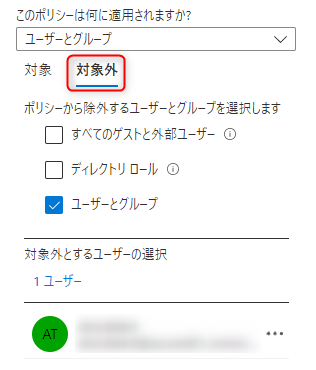 このポリシーは何に適用されますか?
ユーザーとグループ
対象 対象外
ポリシーから除外するユーザーとグループを選択します
すべてのゲストと外部ユーザー
ディレクトリ ロール
ユーザーとグループ
対象外とするユーザーの選択
1 ユーザー
AT